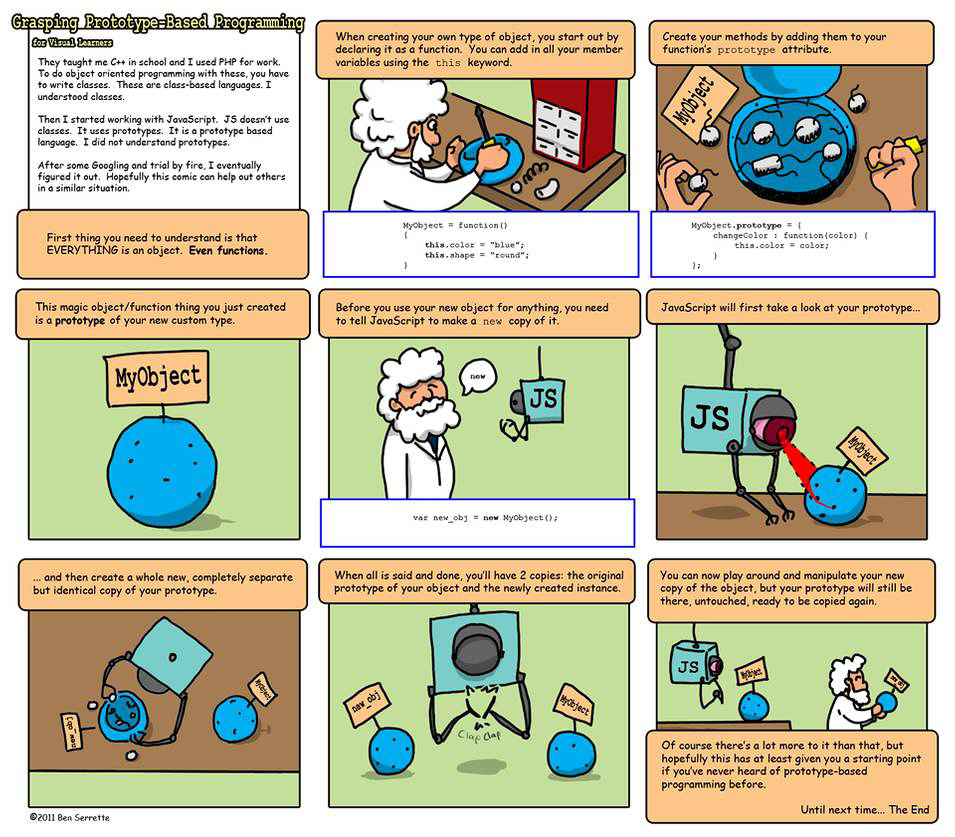 Grasping Prototype-Based Programming
for Visual Learners
They taught me C++ in school and I used PHP for work.
To do object oriented programming with these, you have
to write classes. These are class-based languages. I
understood classes.
Then I started working with JavaScript. JS doesn't use
classes. It uses prototypes. It is a prototype based
language. I did not understand prototypes.
After some Googling and trial by fire, I eventually
figured it out. Hopefully this comic can help out others
in a similar situation.
First thing you need to understand is that
EVERYTHING is an object. Even functions.
When creating your own type of object, you start out by
declaring it as a function. You can add in all your member
variables using the this keyword.
MyObject = function()
{
this.color = "blue";
this.shape = "round";
}
Create your methods by adding them to your
function's prototype attribute.
MyObject
MyObject.prototype = {
changeColor : function(color) {
this.color = color;
}
};
This magic object/function thing you just created
is a prototype of your new custom type.
MyObject
Before you use your new object for anything, you need
to tell JavaScript to make a new copy of it.
new
JS
var new_obj = new MyObject();
JavaScript will first take a look at your prototype...
JS
MyObject
... and then create a whole new, completely separate
but identical copy of your prototype.
MyObject
new_obj
When all is said and done, you'll have 2 copies: the original
prototype of your object and the newly created instance.
new_obj
MyObject
Clap Clap
You can now play around and manipulate your new
copy of the object, but your prototype will still be
there, untouched, ready to be copied again.
JS
MyObject
new_obj
Of course there's a lot more to it than that, but
hopefully this has at least given you a starting point
if you've never heard of prototype-based
programming before.
Until next time... The End
©2011 Ben Serrette